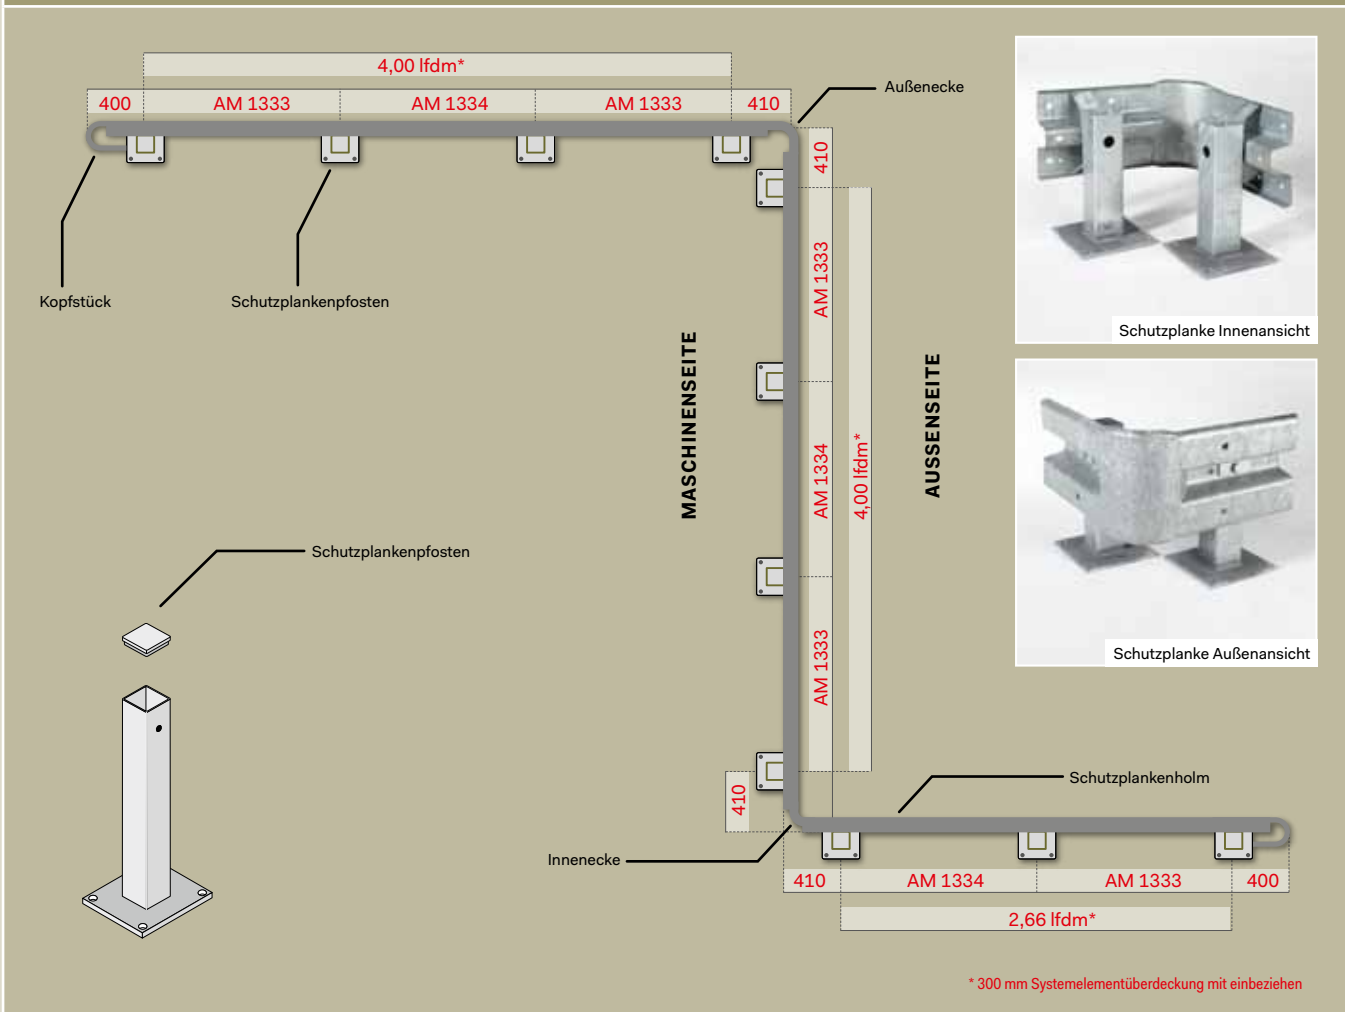 4,00 lfdm*
400 AM 1333 AM 1334 AM 1333 410
Außenecke
410
AM 1333
AM 1334
AM 1333
4,00 lfdm*
Kopfstück
Schutzplankenpfosten
MASCHINENSEITE
AUSSENSEITE
Schutzplanke Innenansicht
Schutzplanke Außenansicht
Schutzplankenpfosten
410
Schutzplankenholm
Innenecke
410 AM 1334 AM 1333 400
2,66 lfdm*
* 300 mm Systemelementüberdeckung mit einbeziehen